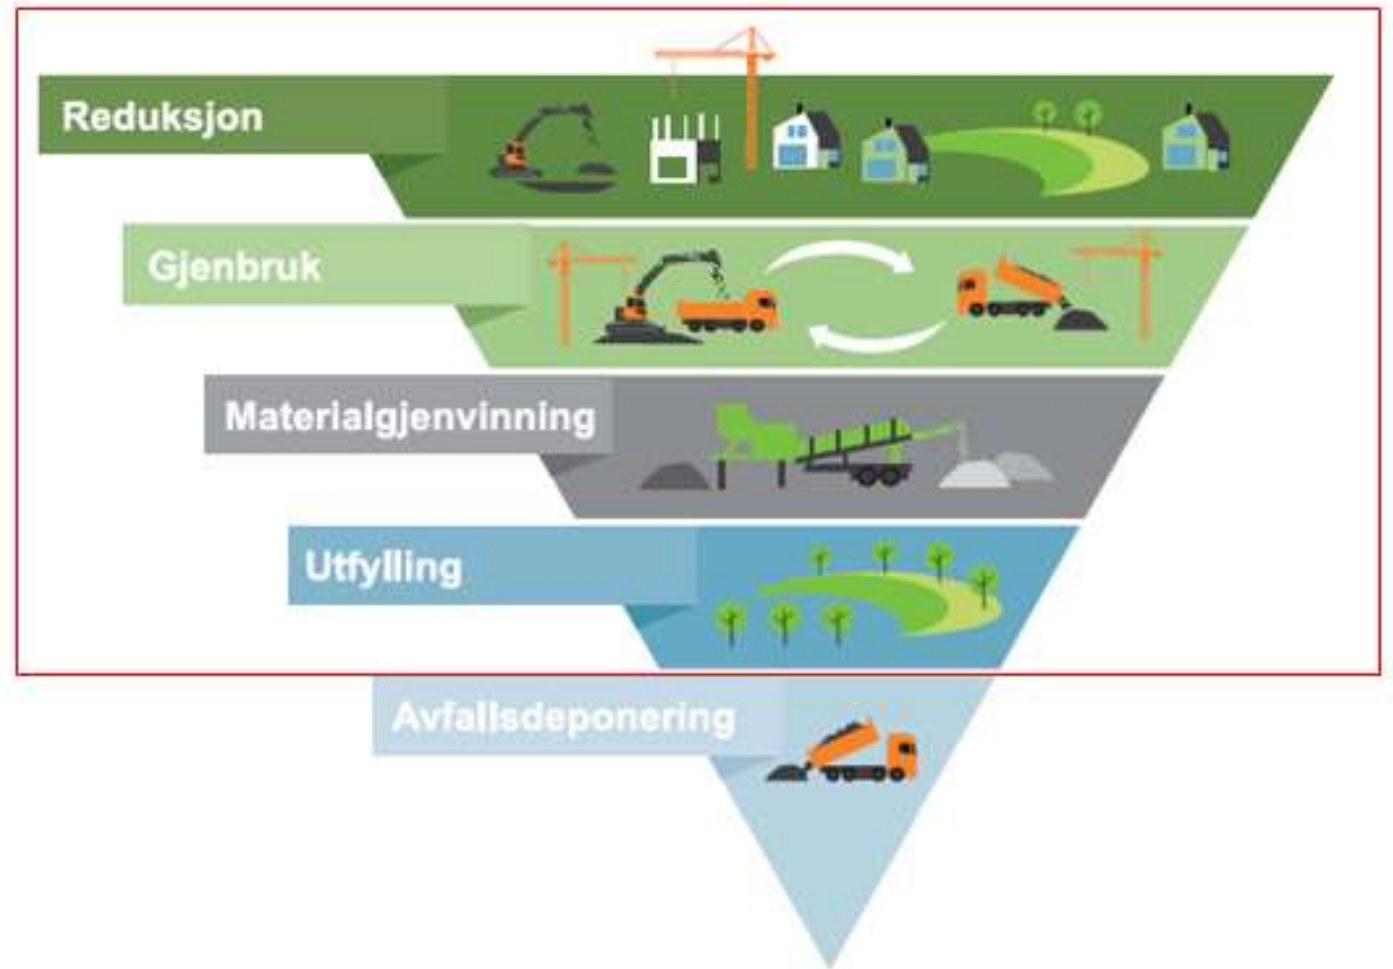 Reduksjon
Gjenbruk
Materialgjenvinning
Utfylling
Avfallsdeponering